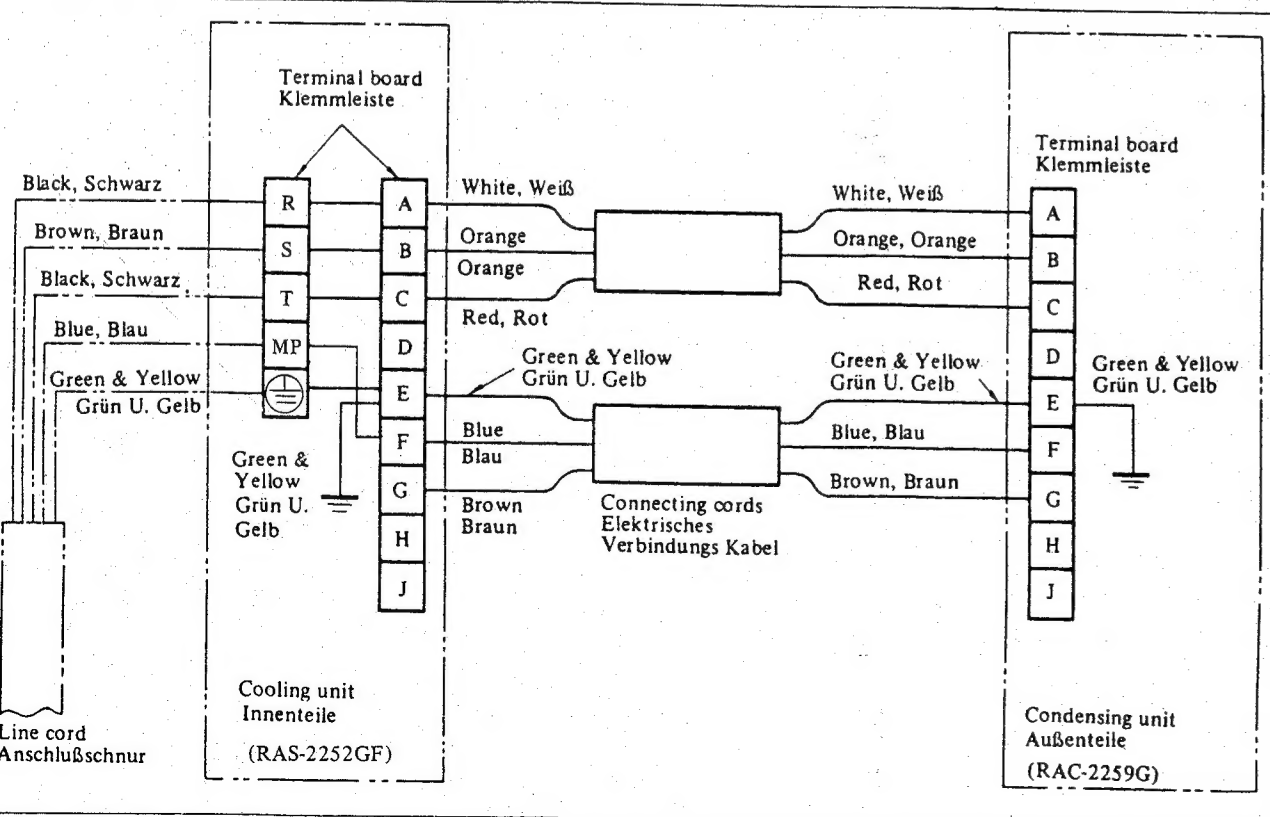 Terminal board
Klemmleiste
Terminal board
Klemmleiste
Black, Schwarz
Brown, Braun
Black, Schwarz
Blue, Blau
Green & Yellow
Grün U. Gelb
R
S
T
MP
A
B
C
D
E
F
G
H
J
White, Weiß
Orange
Orange
Red, Rot
Green & Yellow
Grün U. Gelb
Blue
Blau
Brown
Braun
Green &
Yellow
Grün U.
Gelb
Connecting cords
Elektrisches
Verbindungs Kabel
White, Weiß
Orange, Orange
Red, Rot
Green & Yellow
Grün U. Gelb
Blue, Blau
Brown, Braun
A
B
C
D
E
F
G
H
J
Green & Yellow
Grün U. Gelb
Line cord
Anschlußschnur
Cooling unit
Innenteile
(RAS-2252GF)
Condensing unit
Außenteile
(RAC-2259G)